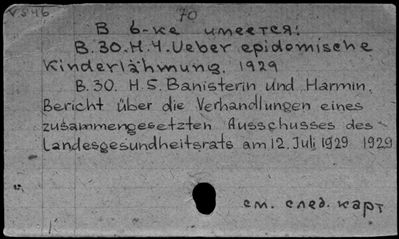 V 546
70
В б-ке имеется:
B.30.H.4. Ueber epidemische
Kinderlähmung. 1929
B.30. H.5. Banisterin und Harmin.
Bericht über die Verhandlungen eines
zusammengesetzten Ausschusses des
Landesgesundheitsrats am 12. Juli 1929 1929
см. след. карт